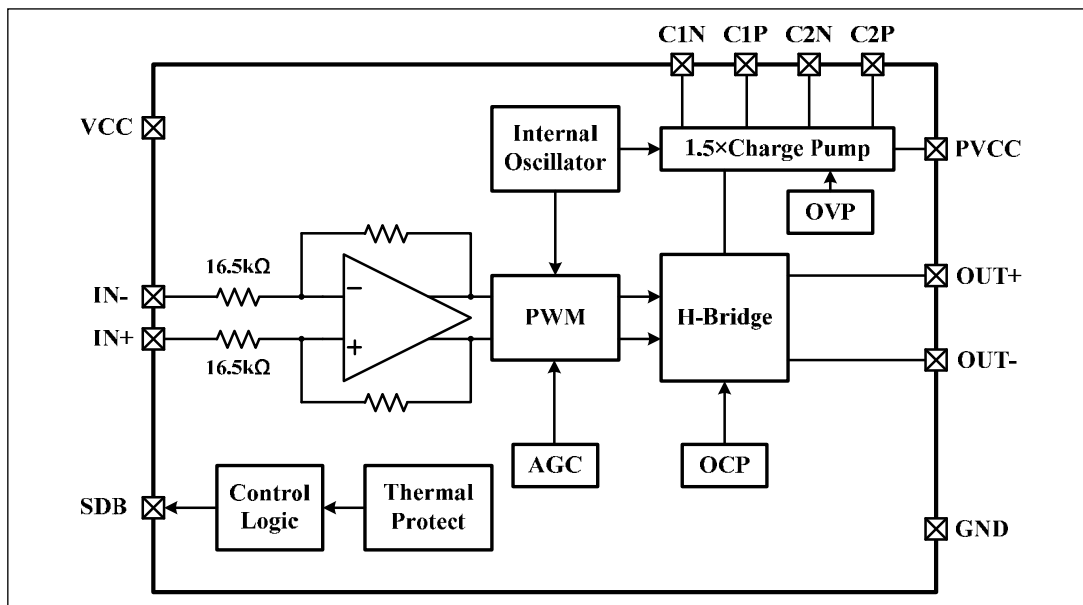 C1N C1P C2N C2P
VCC
Internal
Oscillator
1.5×Charge Pump
PVCC
OVP
16.5kΩ
IN-
−
PWM
H-Bridge
OUT+
IN+
+
16.5kΩ
OUT-
AGC
OCP
SDB
Control
Logic
Thermal
Protect
GND